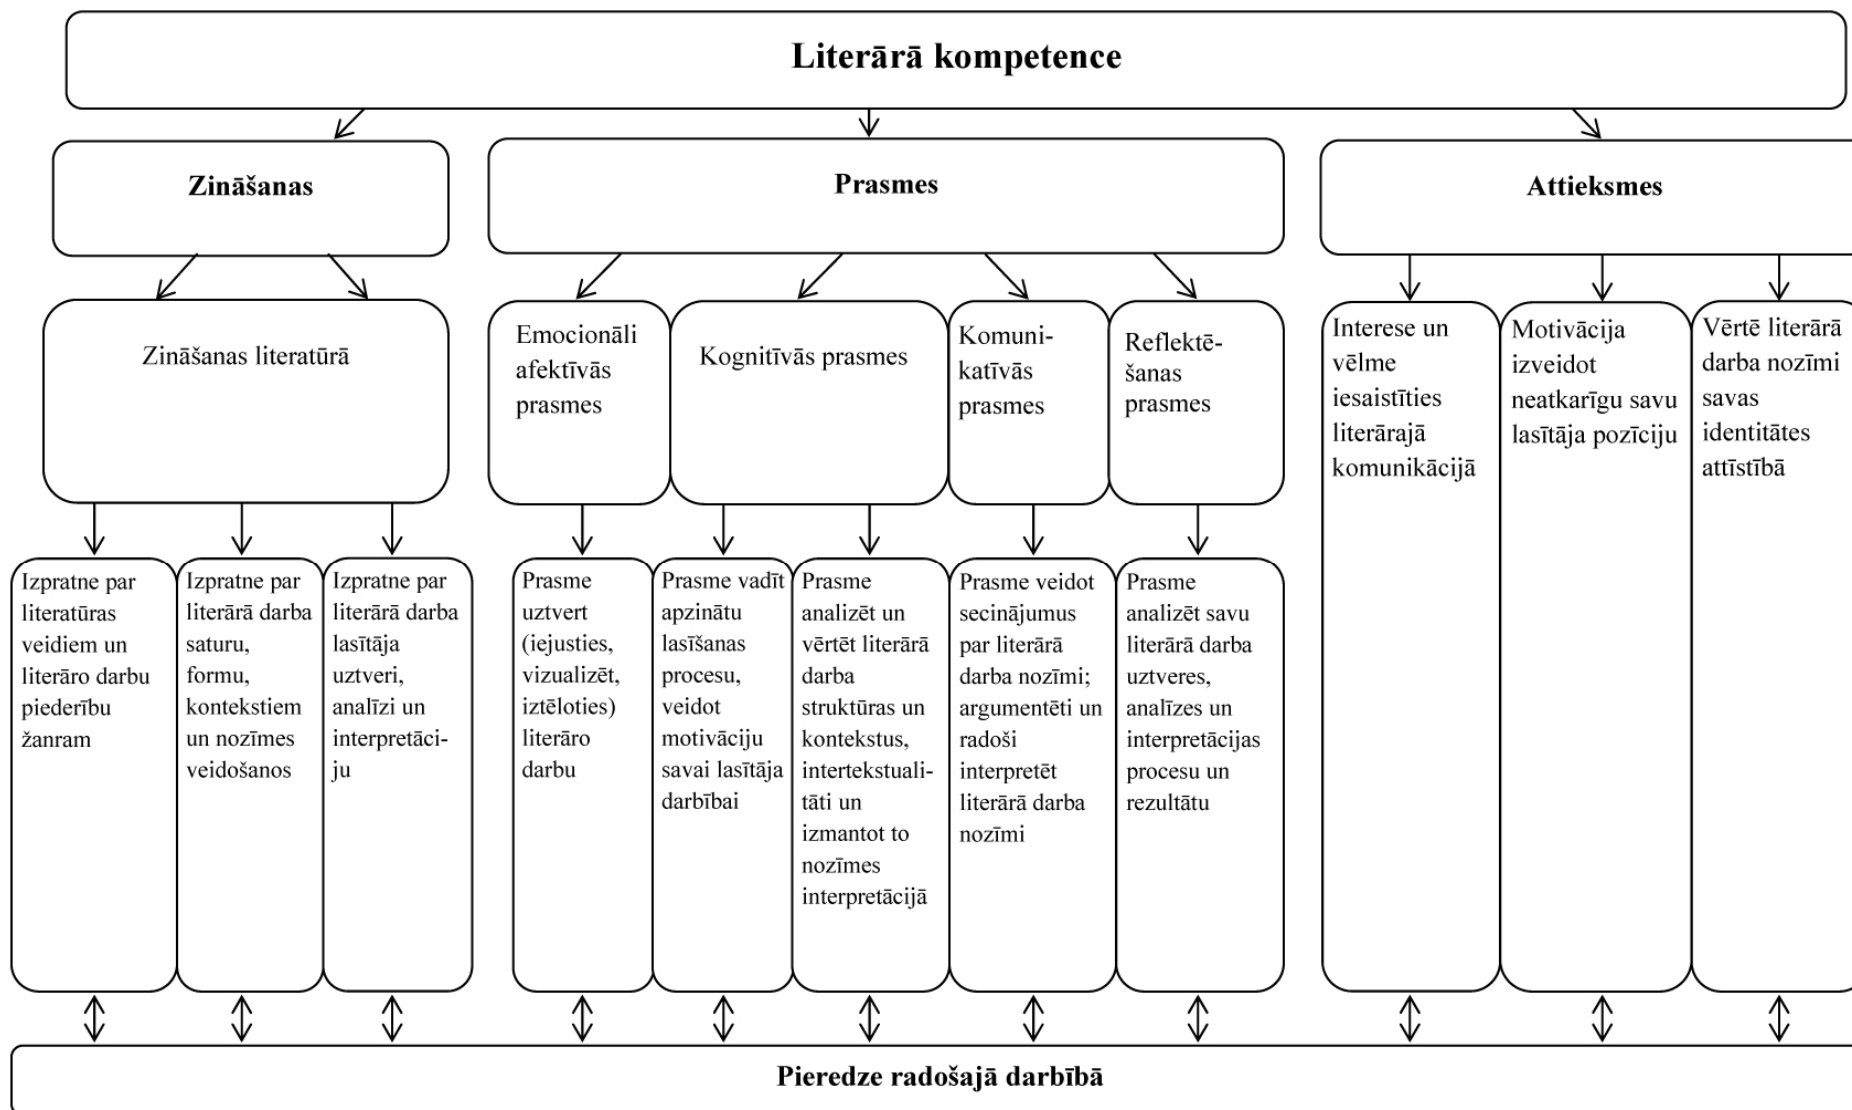 Literārā kompetence
Zināšanas
Prasmes
Attieksmes
Zināšanas literatūrā
Emocionāli
afektīvās
prasmes
Kognitīvās prasmes
Komuni-
katīvās
prasmes
Reflektē-
šanas
prasmes
Interese un
vēlme
iesaistīties
literārajā
komunikācijā
Motivācija
izveidot
neatkarīgu savu
lasītāja pozīciju
Vērtē literārā
darba nozīmi
savas
identitātes
attīstībā
Izpratne par
literatūras
veidiem un
literāro darbu
piederību
žanram
Izpratne par
literārā darba
saturu,
formu,
kontekstiem
un nozīmes
veidošanos
Izpratne par
literārā darba
lasītāja
uztveri,
analīzi un
interpretāci-
ju
Prasme
uztvert
(iejusties,
vizualizēt,
iztēloties)
literāro
darbu
Prasme vadīt
apzinātu
lasīšanas
procesu,
veidot
motivāciju
savai lasītāja
darbībai
Prasme
analizēt un
vērtēt literārā
darba
struktūras un
kontekstus,
intertekstuali-
tāti un
izmantot to
nozīmes
interpretācijā
Prasme veidot
secinājumus
par literārā
darba nozīmi;
argumentēti un
radoši
interpretēt
literārā darba
nozīmi
Prasme
analizēt savu
literārā darba
uztveres,
analīzes un
interpretācijas
procesu un
rezultātu
Pieredze radošajā darbībā